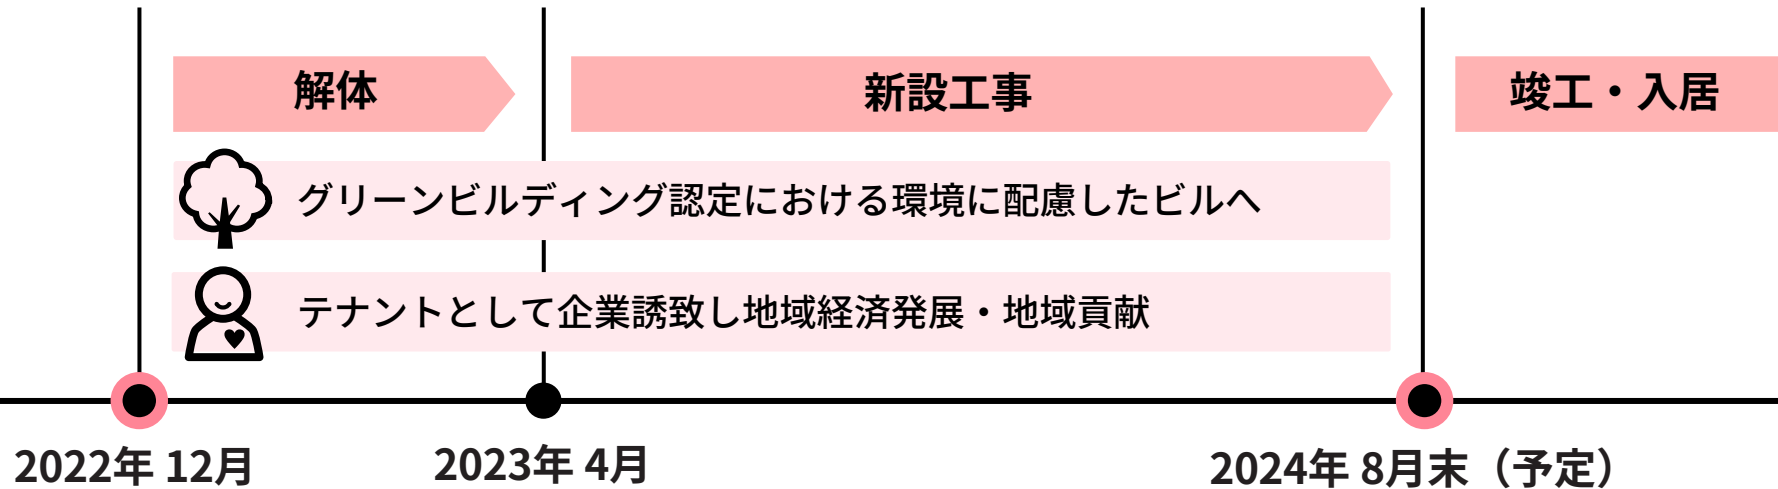 解体
新設工事
竣工・入居
グリーンビルディング認定における環境に配慮したビルへ
テナントとして企業誘致し地域経済発展・地域貢献
2022年 12月
2023年 4月
2024年 8月末（予定）